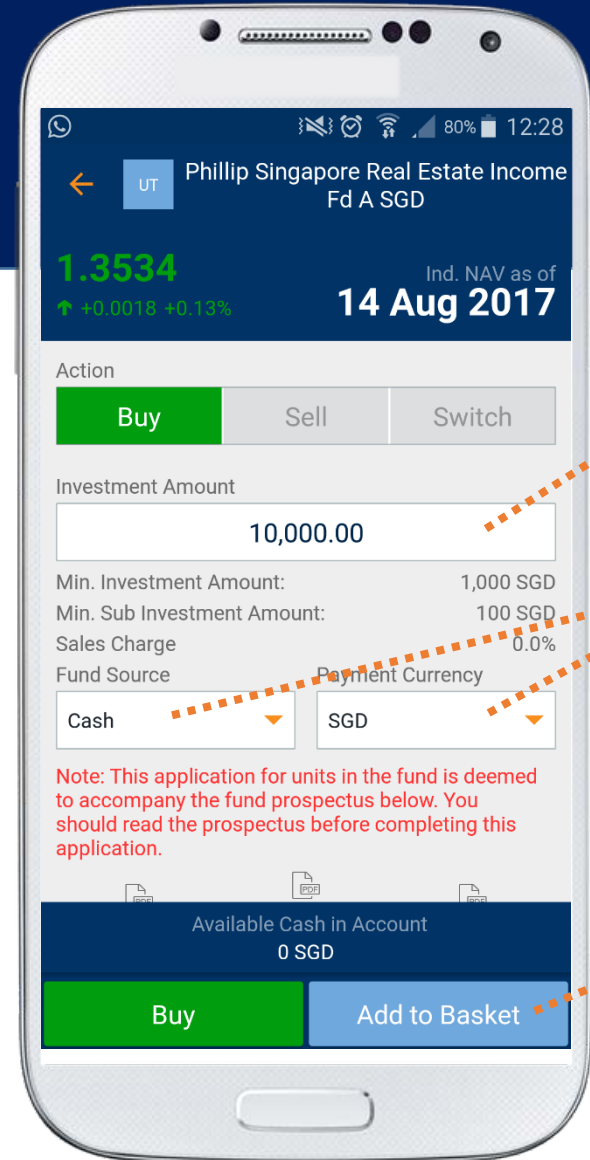 80% 12:28
UT
Phillip Singapore Real Estate Income
Fd A SGD
1.3534
Ind. NAV as of
+0.0018 +0.13%
14 Aug 2017
Action
Buy Sell Switch
Investment Amount
10,000.00
Min. Investment Amount: 1,000 SGD
Min. Sub Investment Amount: 100 SGD
Sales Charge 0.0%
Fund Source Payment Currency
Cash SGD
Note: This application for units in the fund is deemed
to accompany the fund prospectus below. You
should read the prospectus before completing this
application.
PDF PDF PDF
Available Cash in Account
0 SGD
Buy Add to Basket